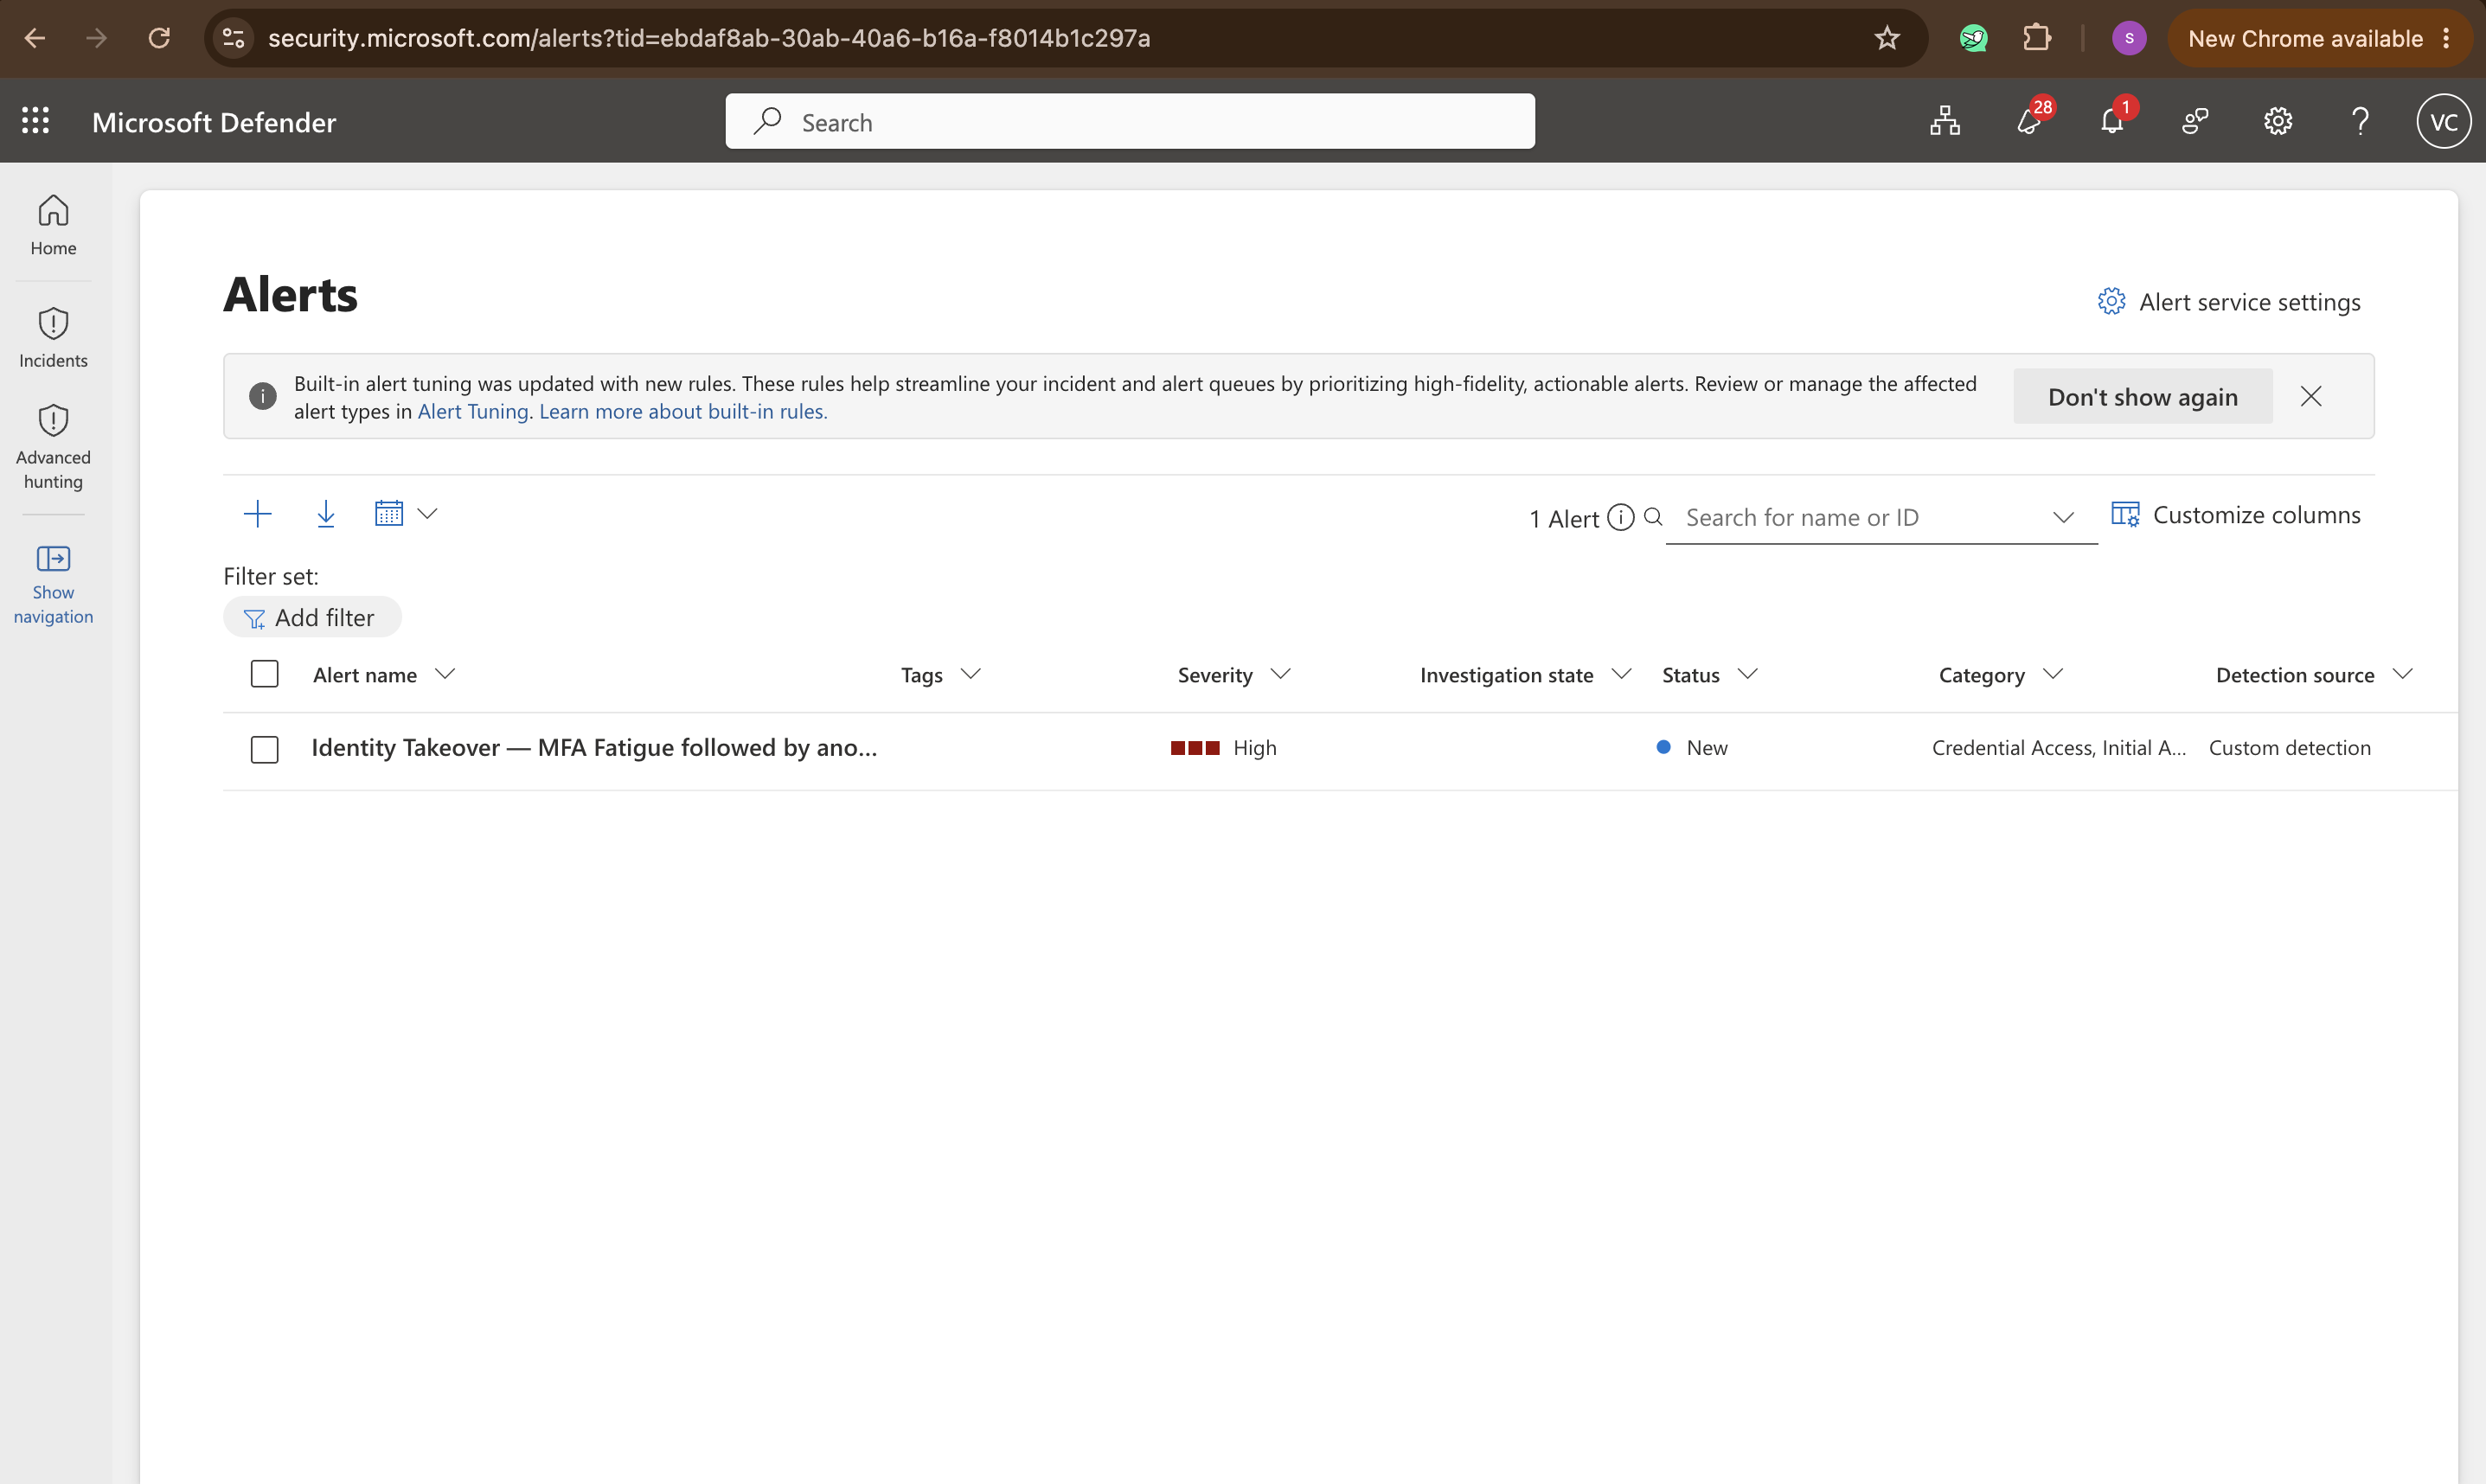 security.microsoft.com/alerts?tid=ebdaf8ab-30ab-40a6-b16a-f8014b1c297a
S
New Chrome available
Microsoft Defender
Search
28
1
VC
Home
Incidents
Advanced
hunting
Show
navigation
Alerts
Alert service settings
Built-in alert tuning was updated with new rules. These rules help streamline your incident and alert queues by prioritizing high-fidelity, actionable alerts. Review or manage the affected
alert types in Alert Tuning. Learn more about built-in rules.
Don't show again
1 Alert
Search for name or ID
Customize columns
Filter set:
Add filter
Alert name
Tags
Severity
Investigation state
Status
Category
Detection source
Identity Takeover — MFA Fatigue followed by ano...
High
New
Credential Access, Initial A...
Custom detection